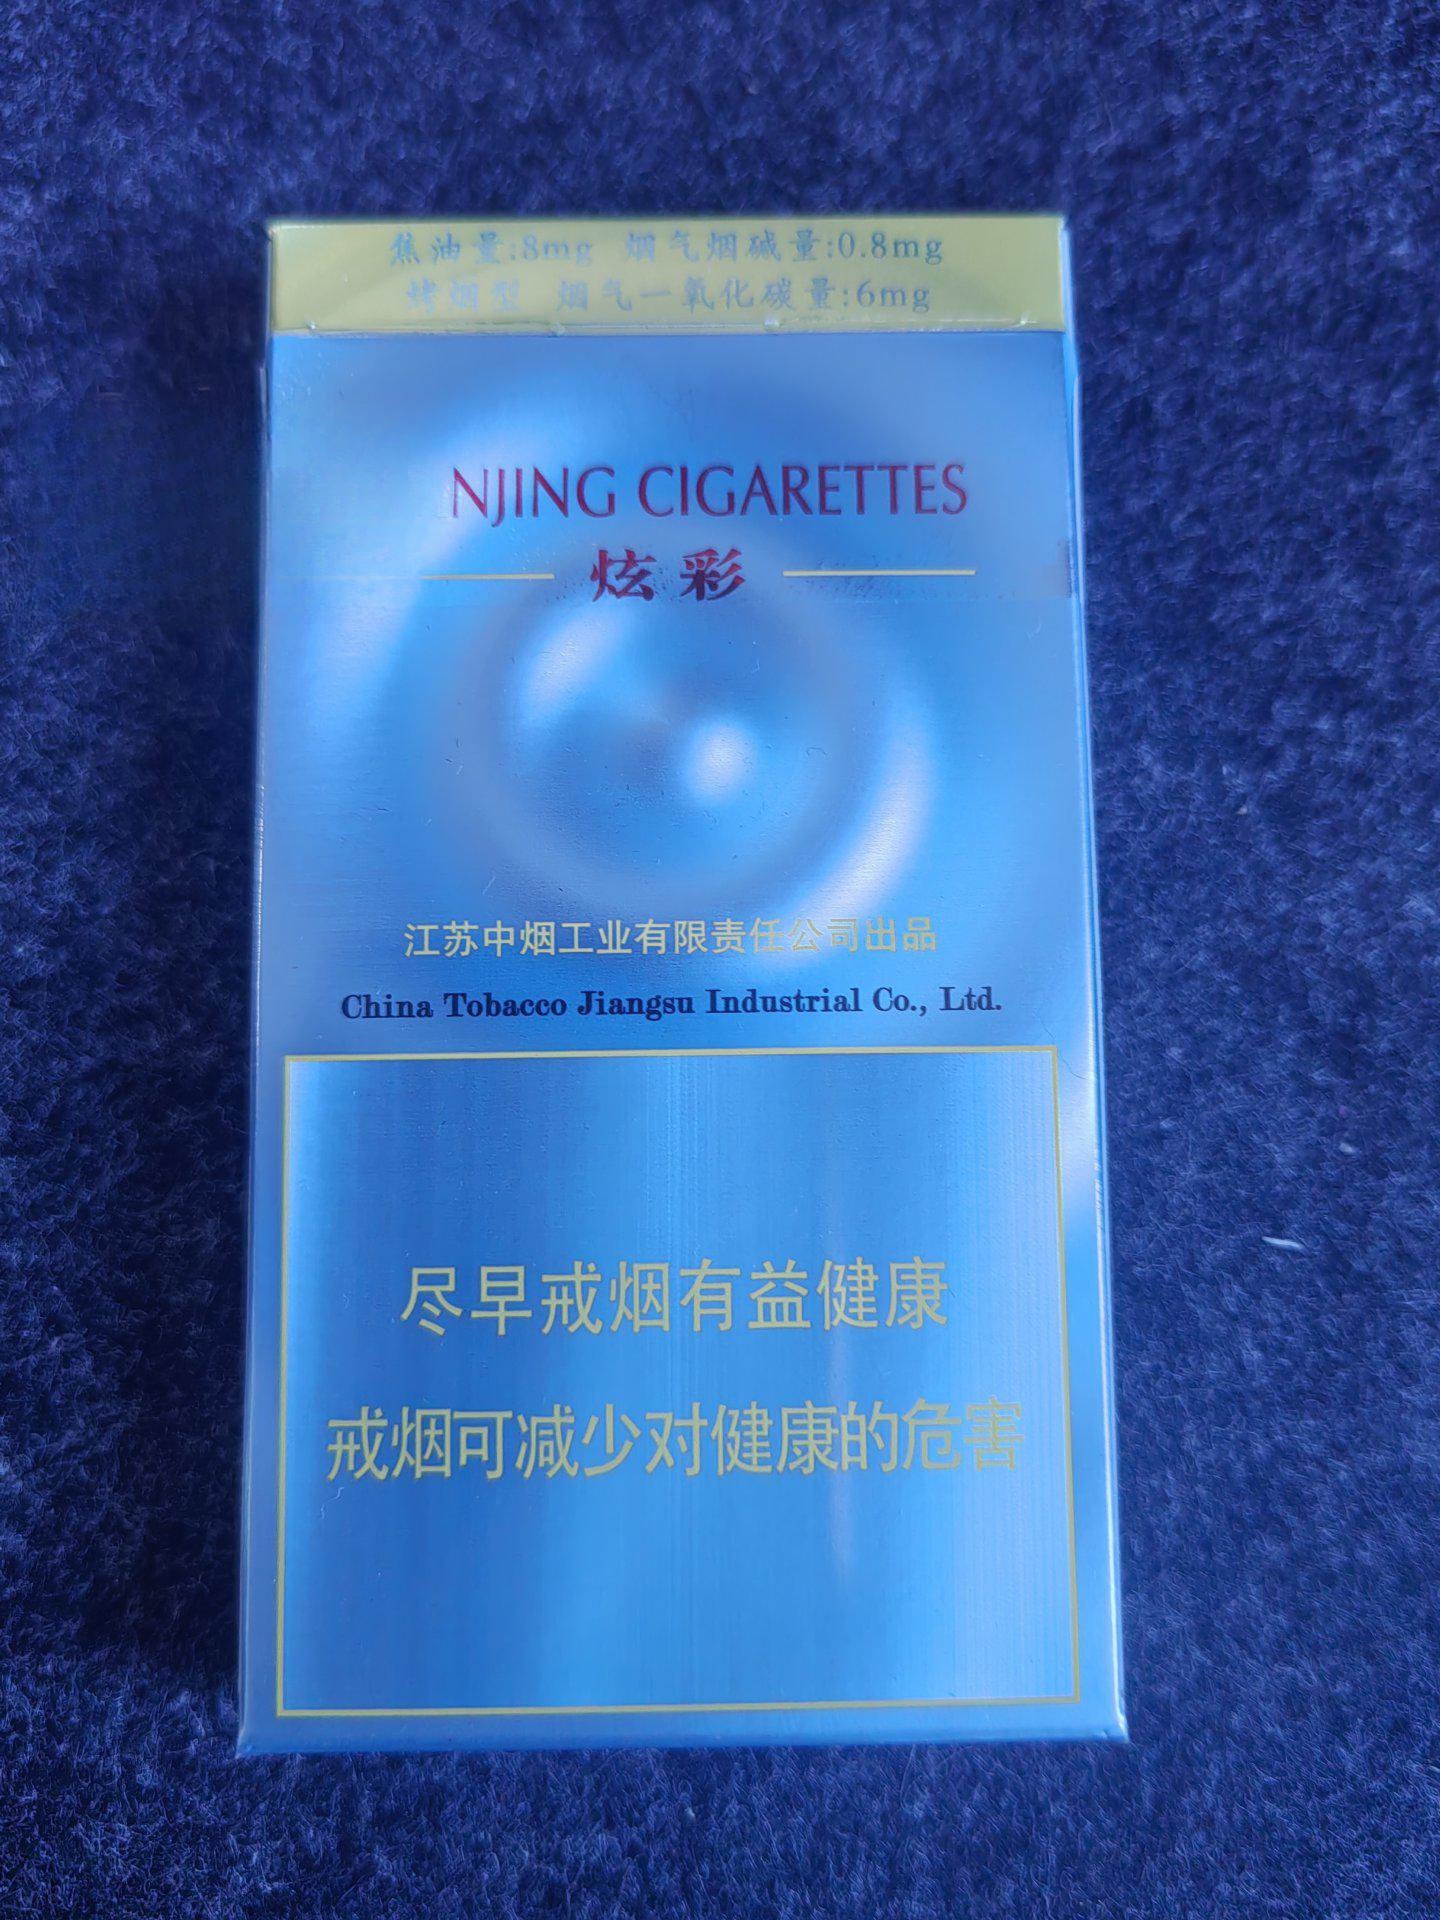 焦油量:8mg 烟气烟碱量:0.8mg
烤烟型 烟气一氧化碳量:6mg
NJING CIGARETTES
炫彩
江苏中烟工业有限责任公司出品
China Tobacco Jiangsu Industrial Co., Ltd.
尽早戒烟有益健康
戒烟可减少对健康的危害